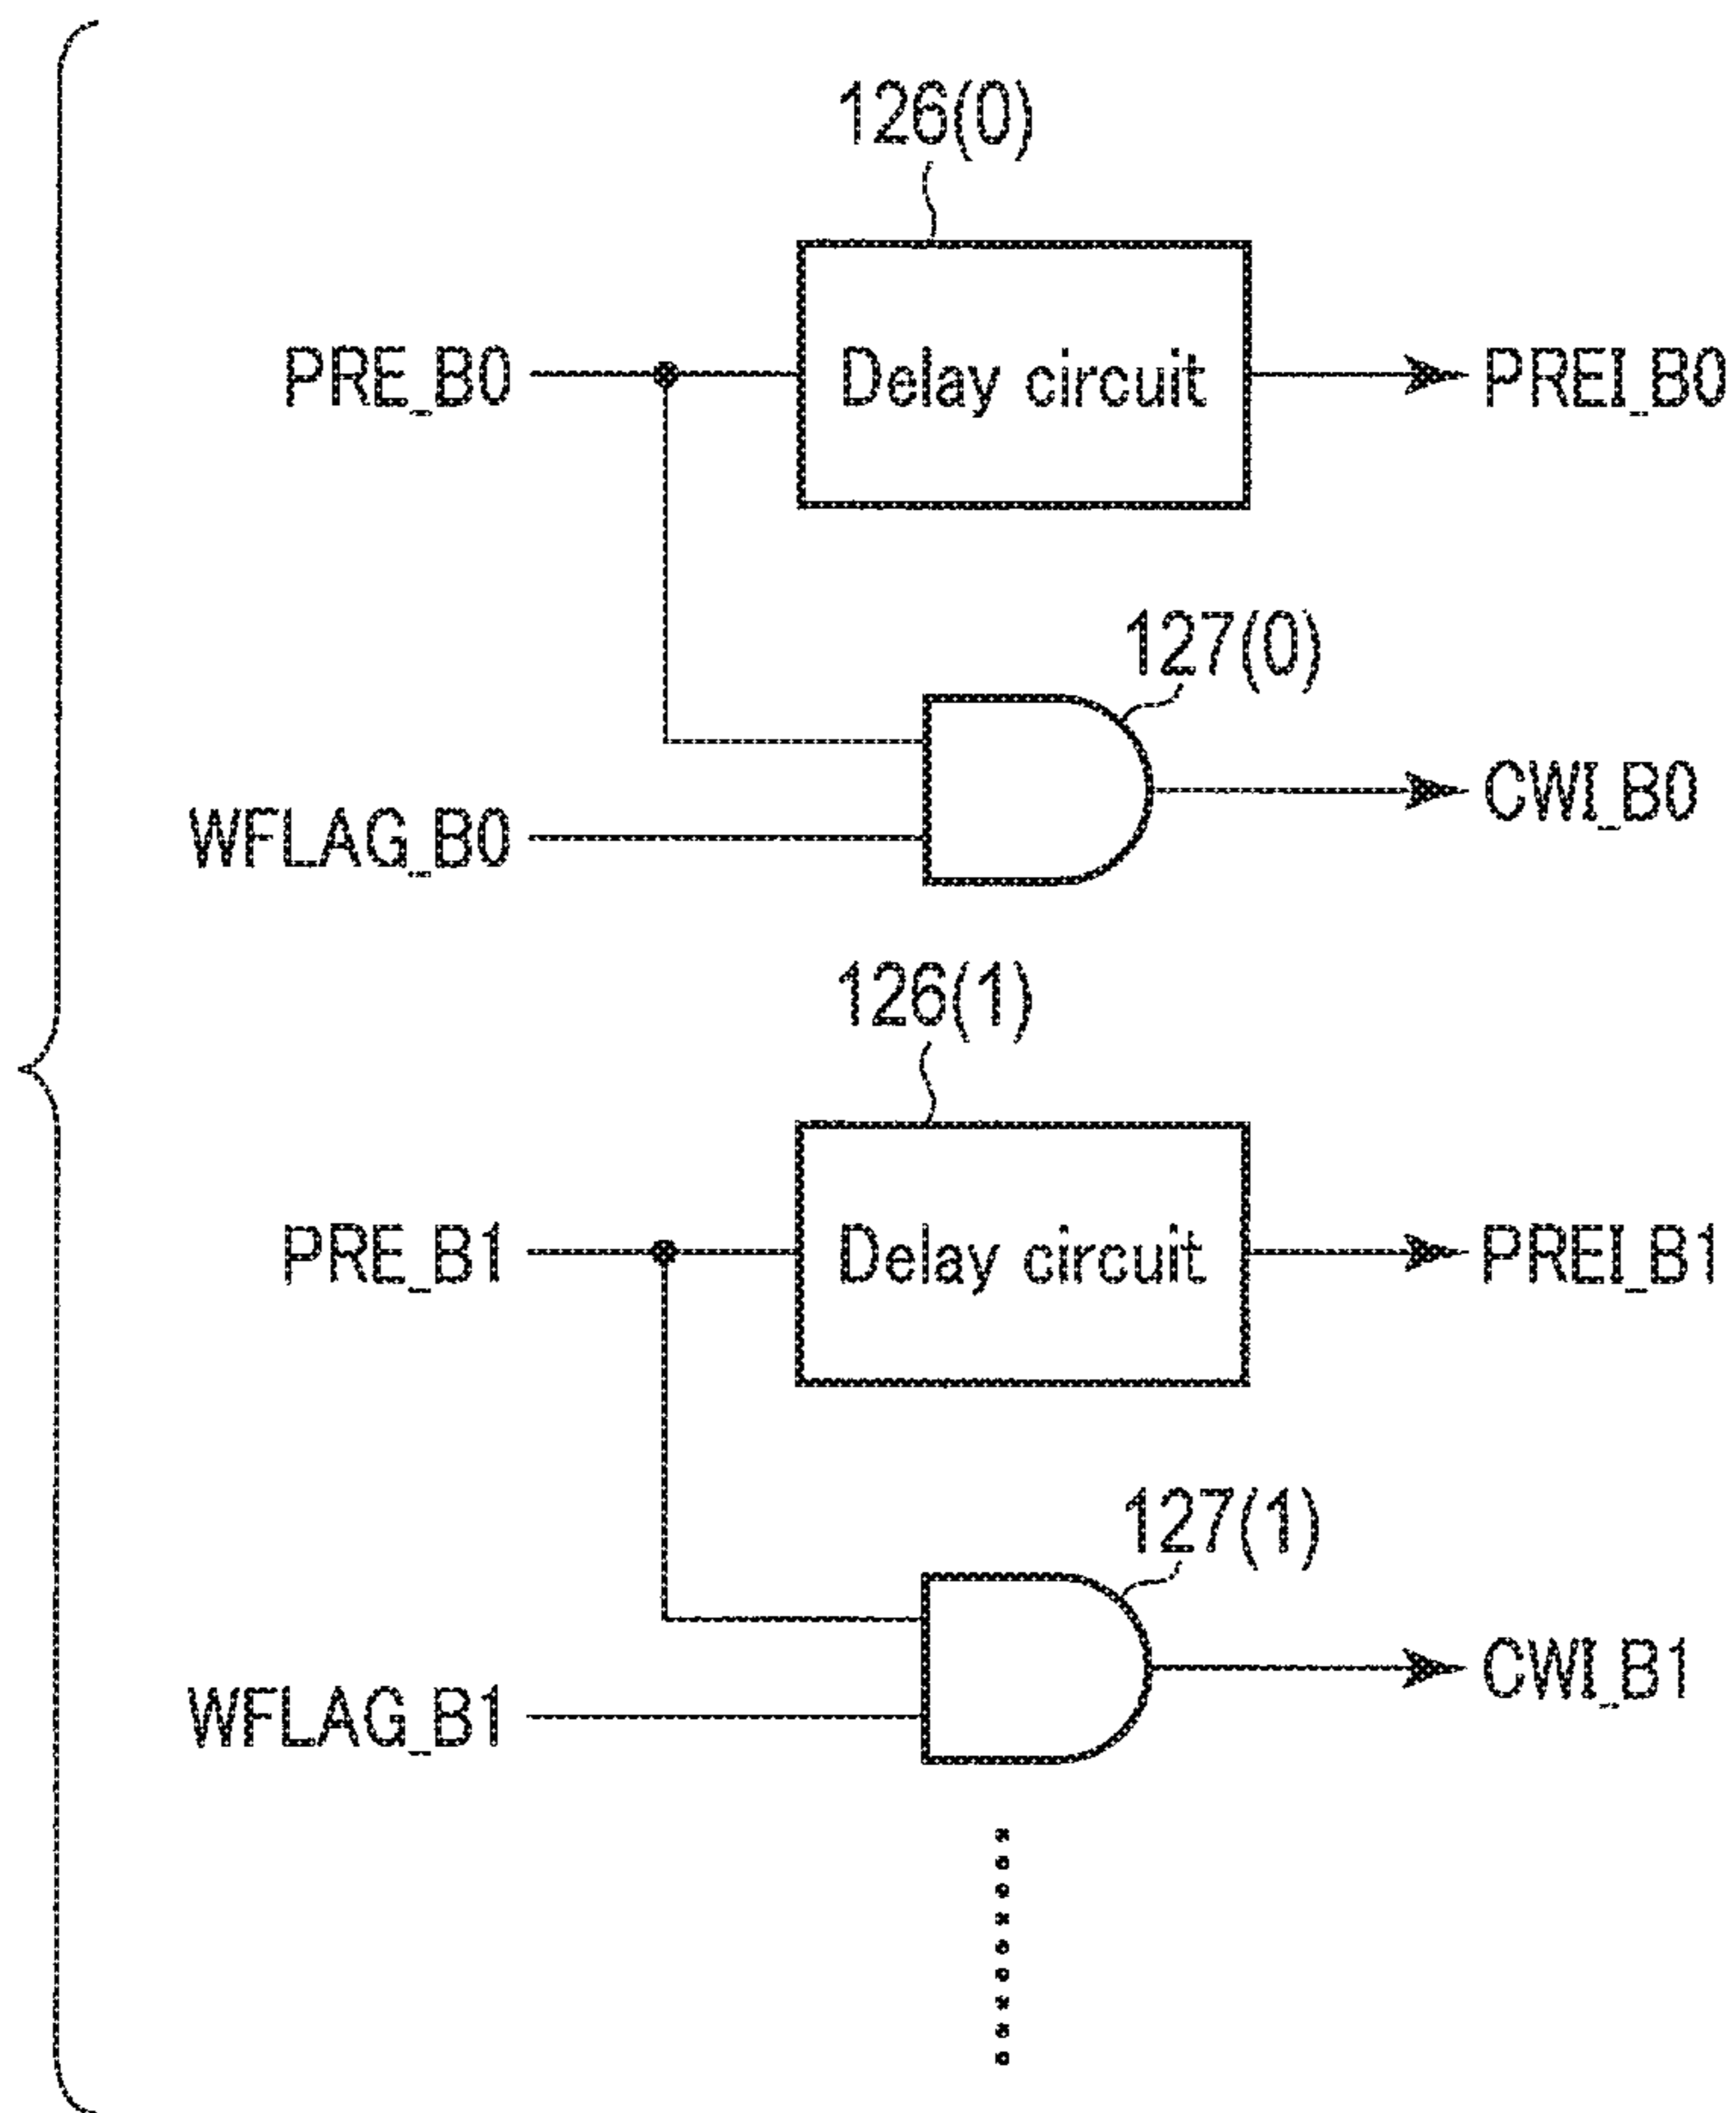 126(0)
PRE_B0
Delay circuit
PREI_B0
127(0)
WFLAG_B0
CWI_B0
126(1)
PRE_B1
Delay circuit
PREI_B1
127(1)
WFLAG_B1
CWI_B1